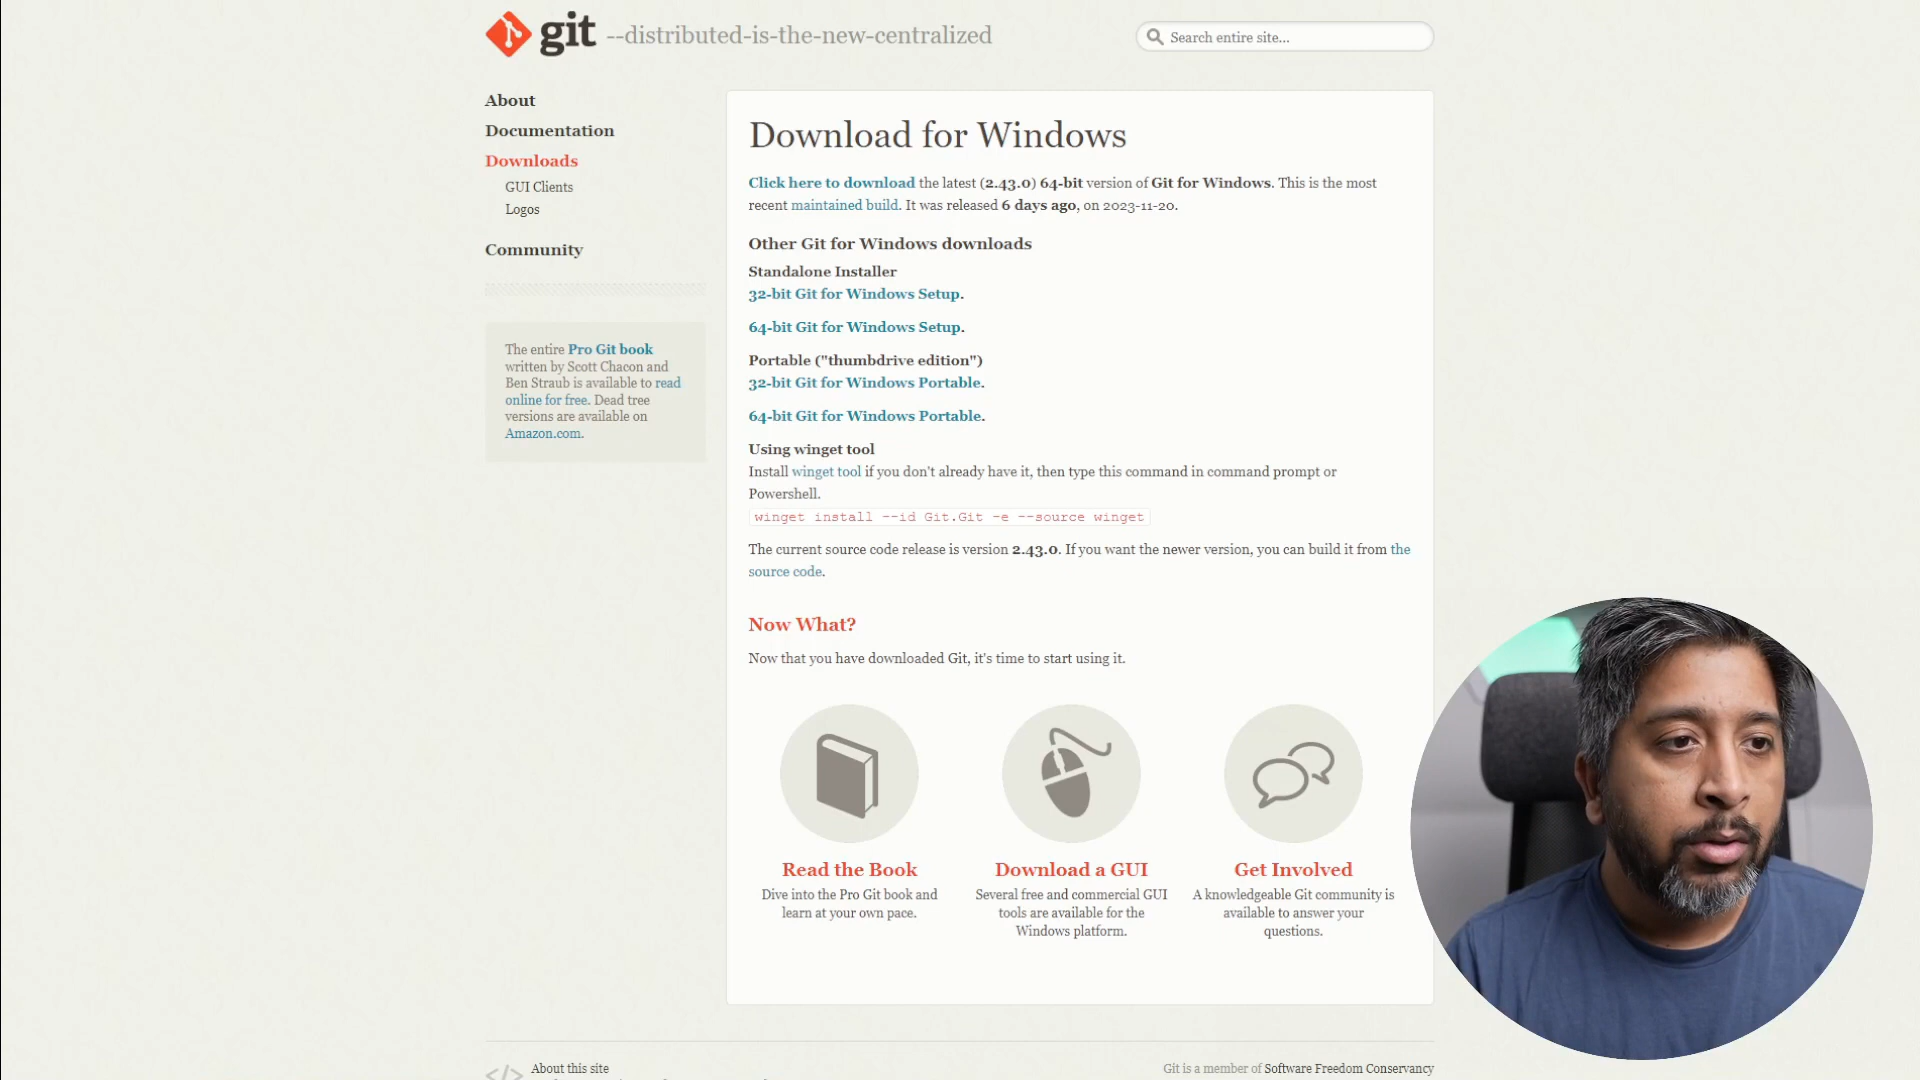 git --distributed-is-the-new-centralized
Search entire site...
About
Documentation
Downloads
GUI Clients
Logos
Community
The entire Pro Git book
written by Scott Chacon and
Ben Straub is available to read
online for free. Dead tree
versions are available on
Amazon.com.
Download for Windows
Click here to download the latest (2.43.0) 64-bit version of Git for Windows. This is the most
recent maintained build. It was released 6 days ago, on 2023-11-20.
Other Git for Windows downloads
Standalone Installer
32-bit Git for Windows Setup.
64-bit Git for Windows Setup.
Portable ("thumbdrive edition")
32-bit Git for Windows Portable.
64-bit Git for Windows Portable.
Using winget tool
Install winget tool if you don't already have it, then type this command in command prompt or
Powershell.
winget install --id Git.Git -e --source winget
The current source code release is version 2.43.0. If you want the newer version, you can build it from the
source code.
Now What?
Now that you have downloaded Git, it's time to start using it.
Read the Book
Dive into the Pro Git book and
learn at your own pace.
Download a GUI
Several free and commercial GUI
tools are available for the
Windows platform.
Get Involved
A knowledgeable Git community is
available to answer your
questions.
About this site
Git is a member of Software Freedom Conservancy